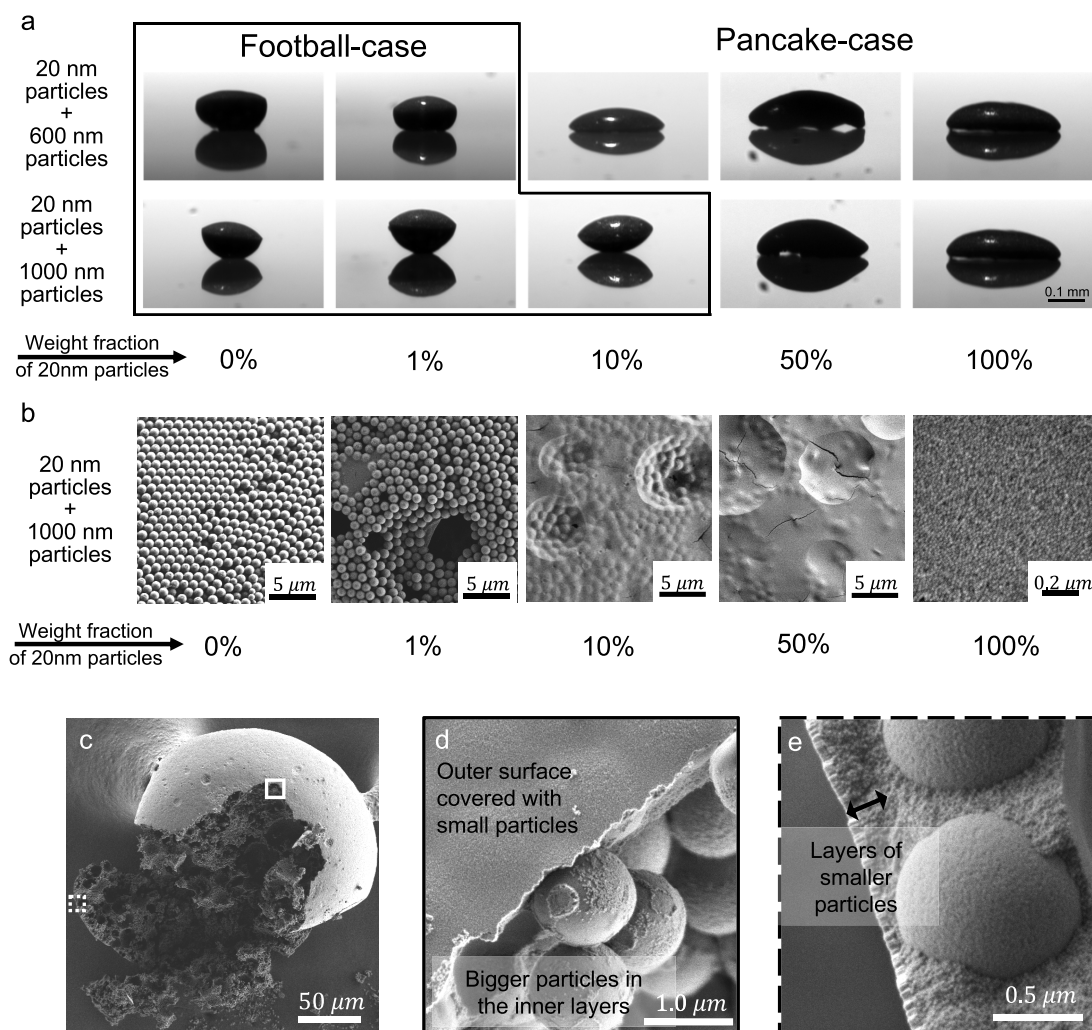 a
Football-case
Pancake-case
20 nm
particles
+
600 nm
particles
20 nm
particles
+
1000 nm
particles
0.1 mm
Weight fraction
of 20nm particles
0%
1%
10%
50%
100%
b
20 nm
particles
+
1000 nm
particles
5 μm
5 μm
5 μm
5 μm
0.2 μm
Weight fraction
of 20nm particles
0%
1%
10%
50%
100%
c
50 μm
d
Outer surface
covered with
small particles
Bigger particles in
the inner layers
1.0 μm
e
Layers of
smaller
particles
0.5 μm